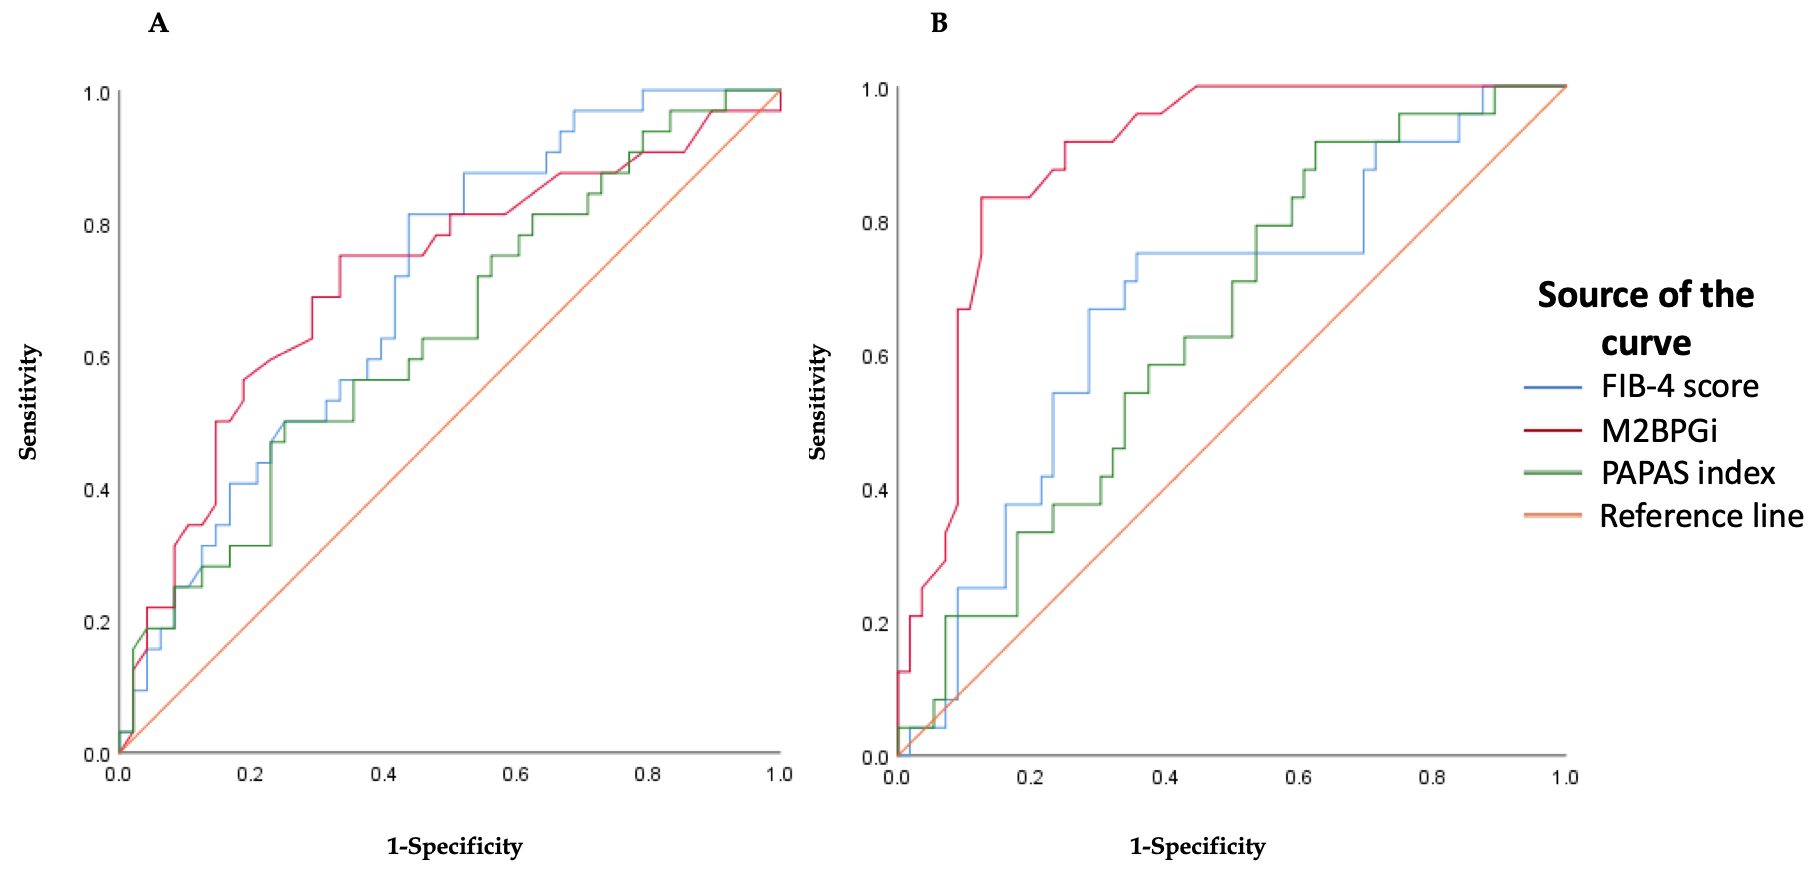 A
1.0
0.8
0.6
0.4
0.2
0.0
0.0 0.2 0.4 0.6 0.8 1.0
Sensitivity
1-Specificity
B
1.0
0.8
0.6
0.4
0.2
0.0
0.0 0.2 0.4 0.6 0.8 1.0
Sensitivity
1-Specificity
Source of the
curve
FIB-4 score
M2BPGi
PAPAS index
Reference line